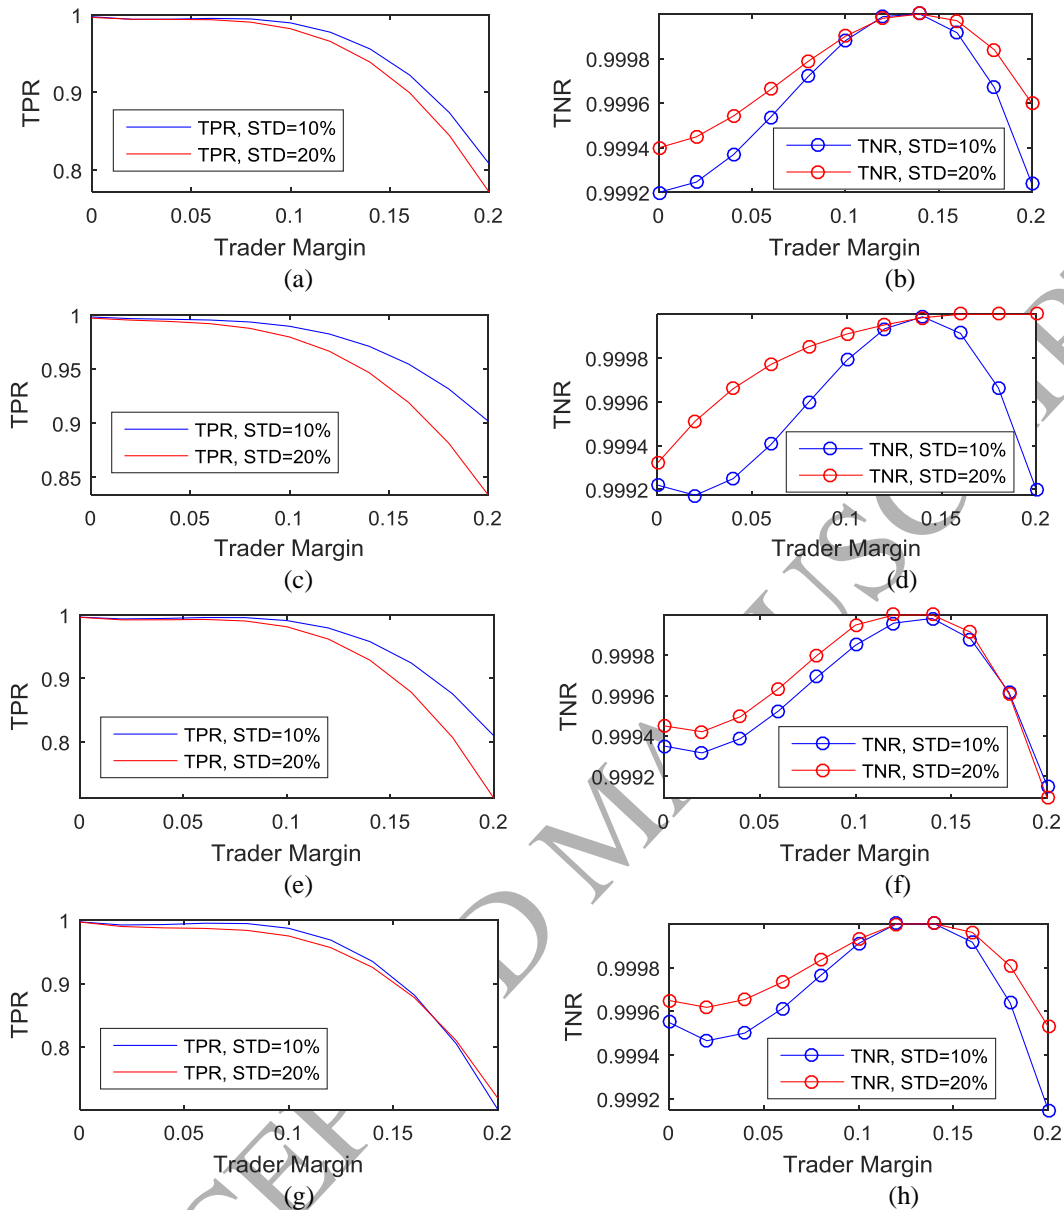 1
0.9
0.8
TPR
TPR, STD=10%
TPR, STD=20%
0 0.05 0.1 0.15 0.2
Trader Margin
(a)
0.9998
0.9996
0.9994
0.9992
TNR
TNR, STD=10%
TNR, STD=20%
0 0.05 0.1 0.15 0.2
Trader Margin
(b)
1
0.95
0.9
0.85
TPR
TPR, STD=10%
TPR, STD=20%
0 0.05 0.1 0.15 0.2
Trader Margin
(c)
0.9998
0.9996
0.9994
0.9992
TNR
TNR, STD=10%
TNR, STD=20%
0 0.05 0.1 0.15 0.2
Trader Margin
(d)
1
0.9
0.8
TPR
TPR, STD=10%
TPR, STD=20%
0 0.05 0.1 0.15 0.2
Trader Margin
(e)
0.9998
0.9996
0.9994
0.9992
TNR
TNR, STD=10%
TNR, STD=20%
0 0.05 0.1 0.15 0.2
Trader Margin
(f)
1
0.9
0.8
TPR
TPR, STD=10%
TPR, STD=20%
0 0.05 0.1 0.15 0.2
Trader Margin
(g)
0.9998
0.9996
0.9994
0.9992
TNR
TNR, STD=10%
TNR, STD=20%
0 0.05 0.1 0.15 0.2
Trader Margin
(h)